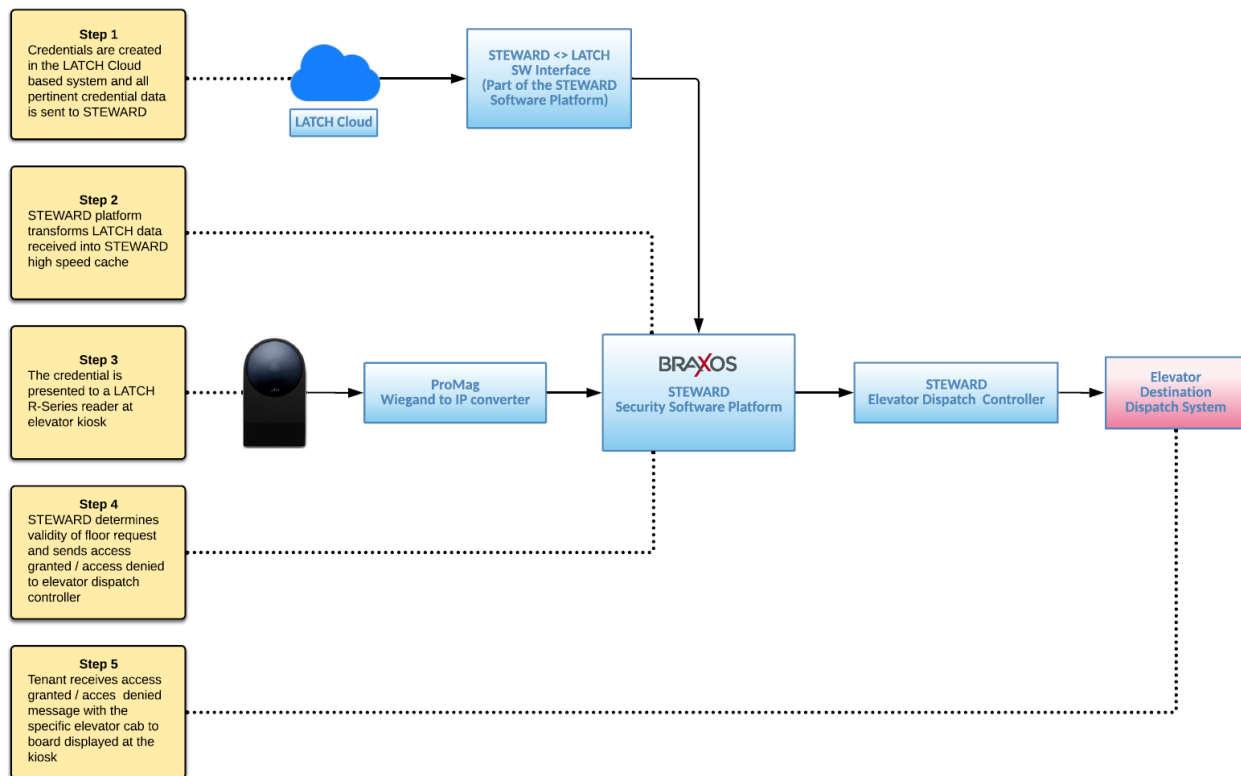 Step 1
Credentials are created
in the LATCH Cloud
based system and all
pertinent credential data
is sent to STEWARD
LATCH Cloud
STEWARD <> LATCH
SW Interface
(Part of the STEWARD
Software Platform)
Step 2
STEWARD platform
transforms LATCH data
received into STEWARD
high speed cache
Step 3
The credential is
presented to a LATCH
R-Series reader at
elevator kiosk
ProMag
Wiegand to IP converter
BRAXOS
STEWARD
Security Software Platform
STEWARD
Elevator Dispatch Controller
Elevator
Destination
Dispatch System
Step 4
STEWARD determines
validity of floor request
and sends access
granted / access denied
to elevator dispatch
controller
Step 5
Tenant receives access
granted / acces denied
message with the
specific elevator cab to
board displayed at the
kiosk